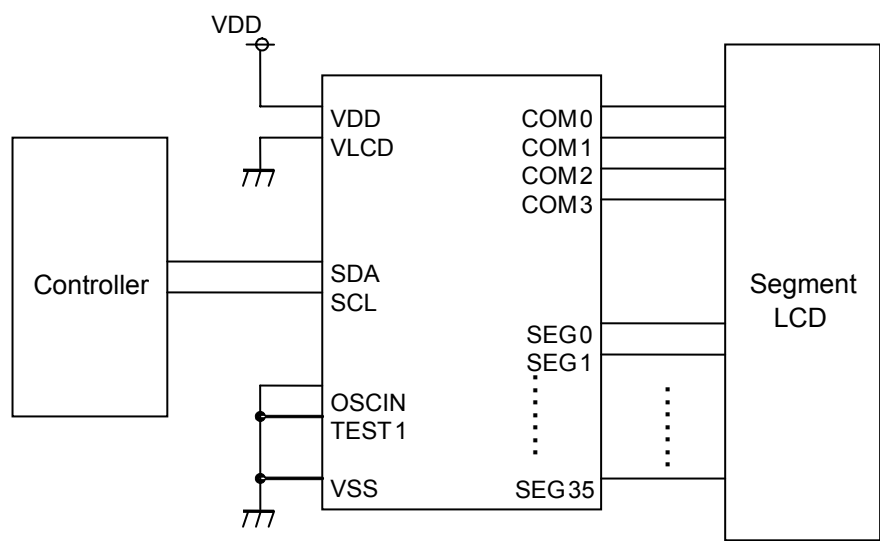 VDD
VDD
VLCD
COM0
COM1
COM2
COM3
Controller
SDA
SCL
Segment
LCD
SEG0
SEG1
OSCIN
TEST1
VSS
SEG35